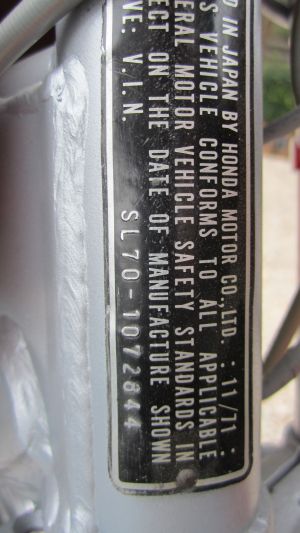 D IN JAPAN BY HONDA MOTOR CO., LTD. : 11/71 :
S VEHICLE CONFORMS TO ALL APPLICABLE
ERAL MOTOR VEHICLE SAFETY STANDARDS IN
ECT ON THE DATE OF MANUFACTURE SHOWN
VE: V.I.N. SL70-1072844